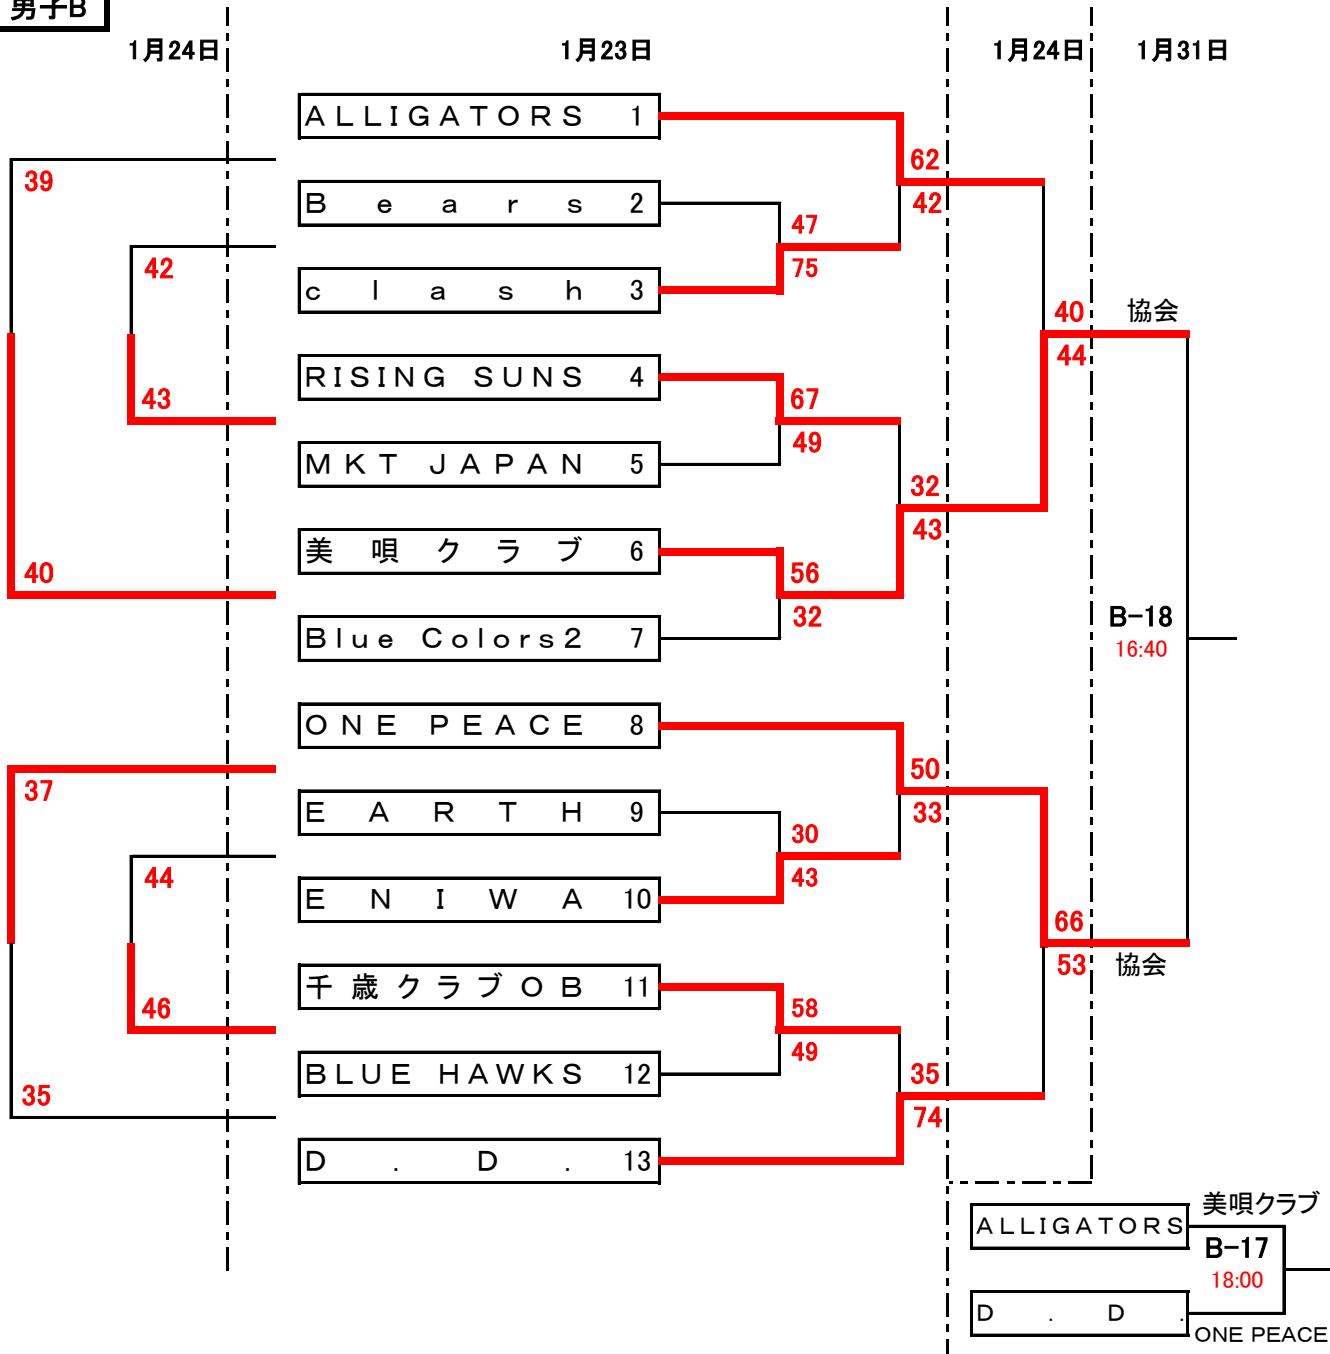 男子B
1月24日 1月23日 1月24日 1月31日
ALLIGATORS 1
62
39
42
Bears 2
47
42
75
clash 3
40 協会
44
RISING SUNS 4
67
43
49
MKT JAPAN 5
32
43
美唄クラブ 6
56
40
32
B-18
Blue Colors2 7
16:40
ONE PEACE 8
50
37
33
EARTH 9
30
44
43
ENIWA 10
66
53 協会
千歳クラブOB 11
58
46
49
BLUE HAWKS 12
35
35
74
D.D. 13
美唄クラブ
ALLIGATORS
B-17
18:00
D.D.
ONE PEACE